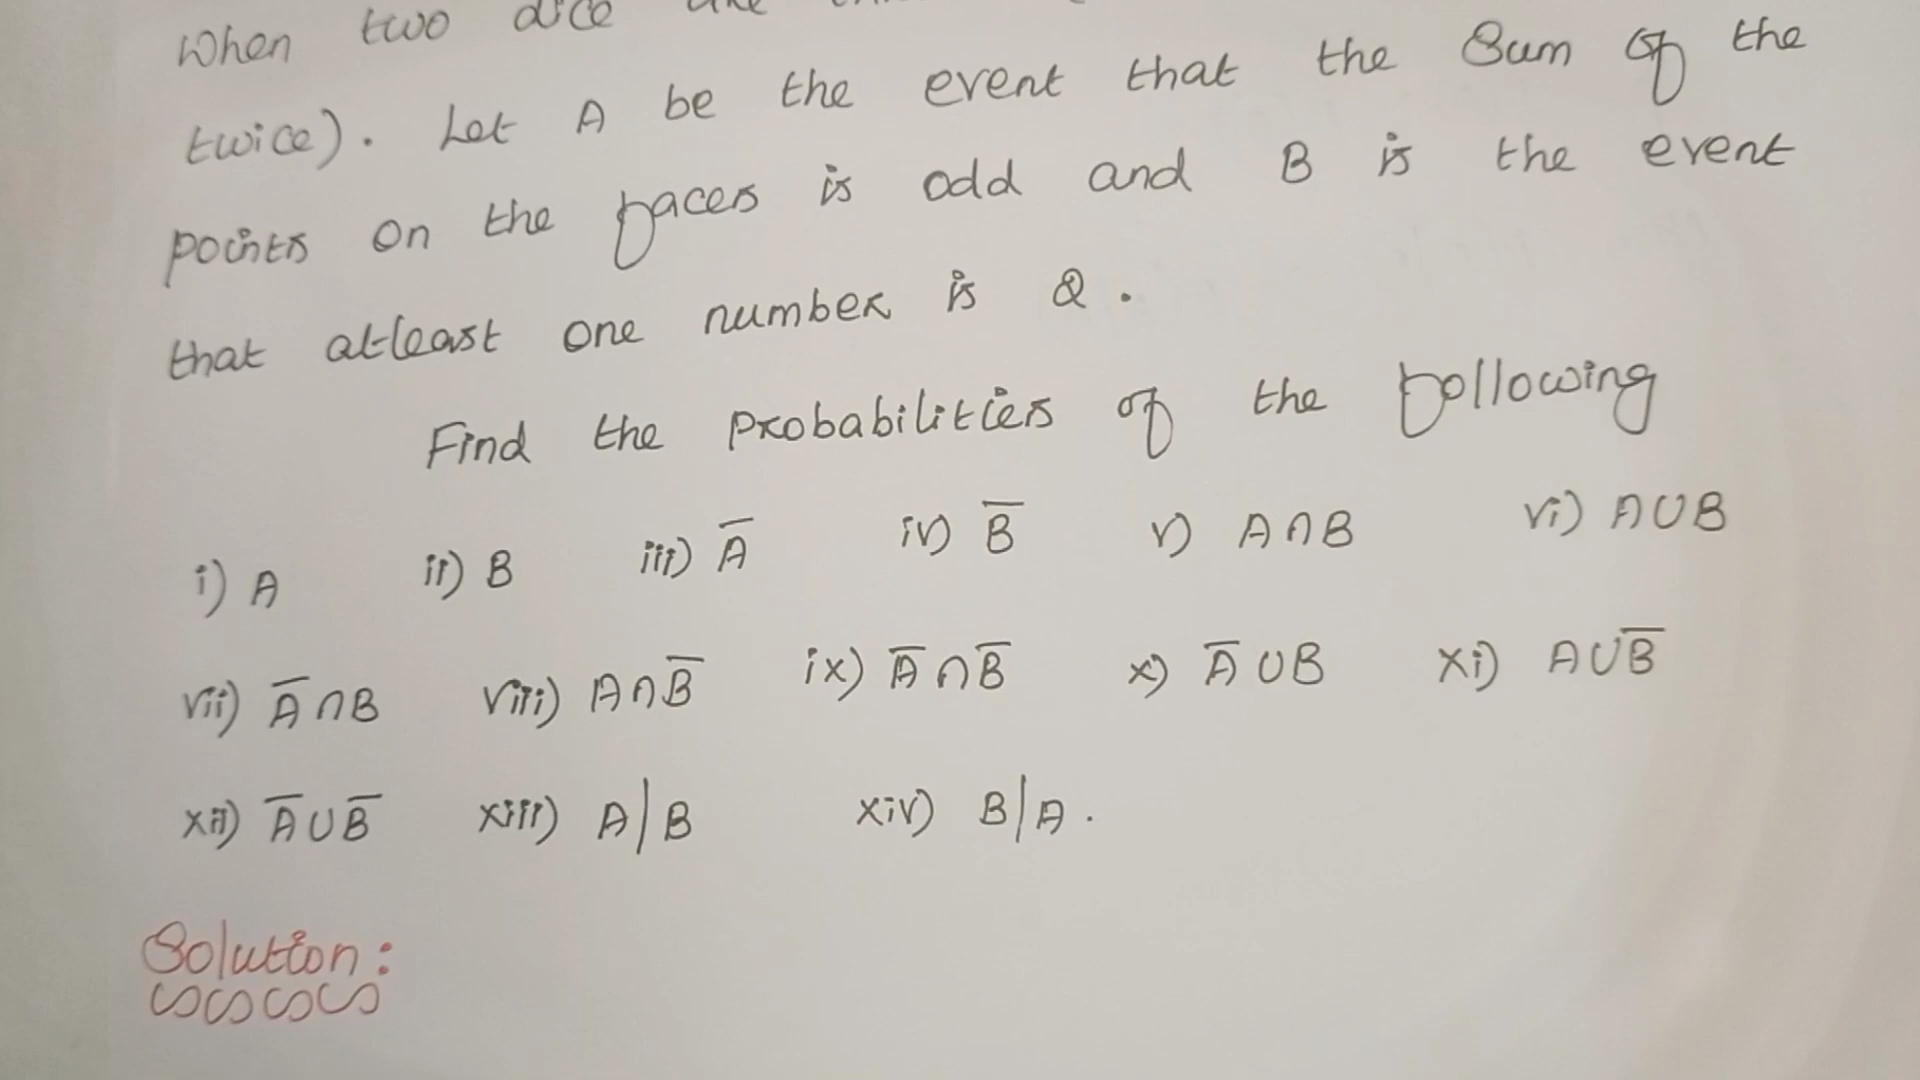 When two dice
twice). Let A be the event that the Sum of the
points on the faces is odd and B is the event
that atleast one number is 2.
Find the Probabilities of the following
i) A ii) B iii) A̅ iv) B̅ v) A∩B vi) A∪B
vii) A̅∩B viii) A∩B̅ ix) A̅∩B̅ x) A̅∪B xi) A∪B̅
xii) A̅∪B̅ xiii) A|B xiv) B|A.
Solution: